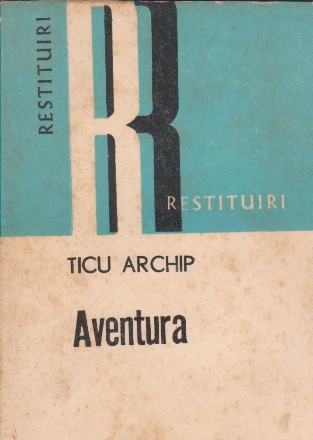 RESTITUIRI
R
RESTITUIRI
TICU ARCHIP
Aventura